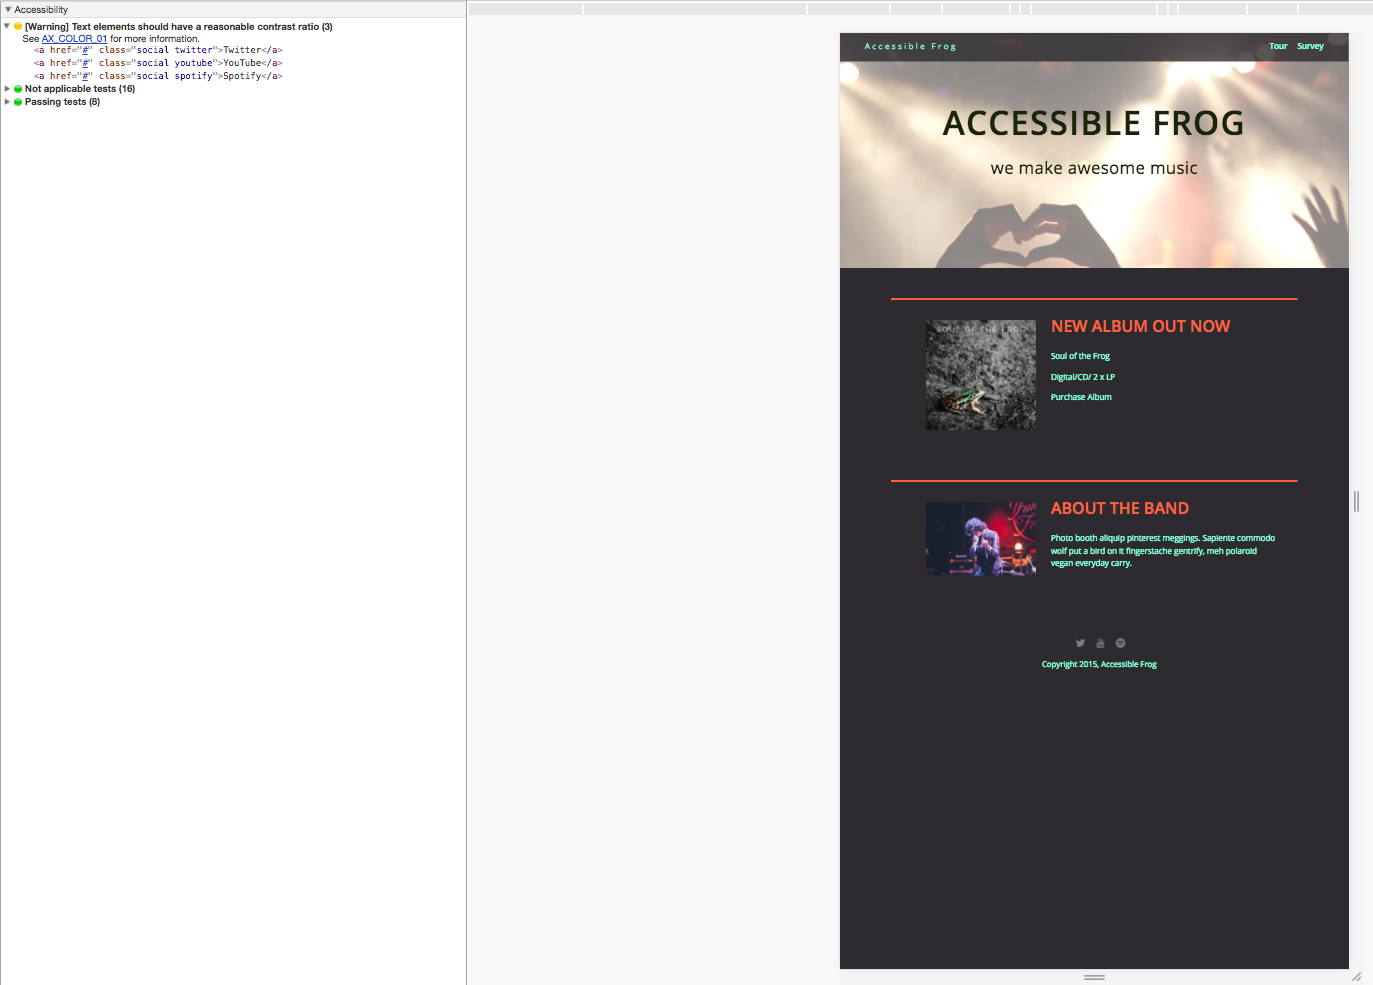 Accessibility
[Warning] Text elements should have a reasonable contrast ratio (3)
See AX_COLOR_01 for more information.
<a href="#" class="social twitter">Twitter</a>
<a href="#" class="social youtube">YouTube</a>
<a href="#" class="social spotify">Spotify</a>
Not applicable tests (16)
Passing tests (8)
Accessible Frog
Tour Survey
ACCESSIBLE FROG
we make awesome music
SOUL OF THE FROG
NEW ALBUM OUT NOW
Soul of the Frog
Digital/CD/ 2 x LP
Purchase Album
ABOUT THE BAND
Photo booth aliquip pinterest meggings. Sapiente commodo
wolf put a bird on it fingerstache gentrify, meh polaroid
vegan everyday carry.
Copyright 2015, Accessible Frog